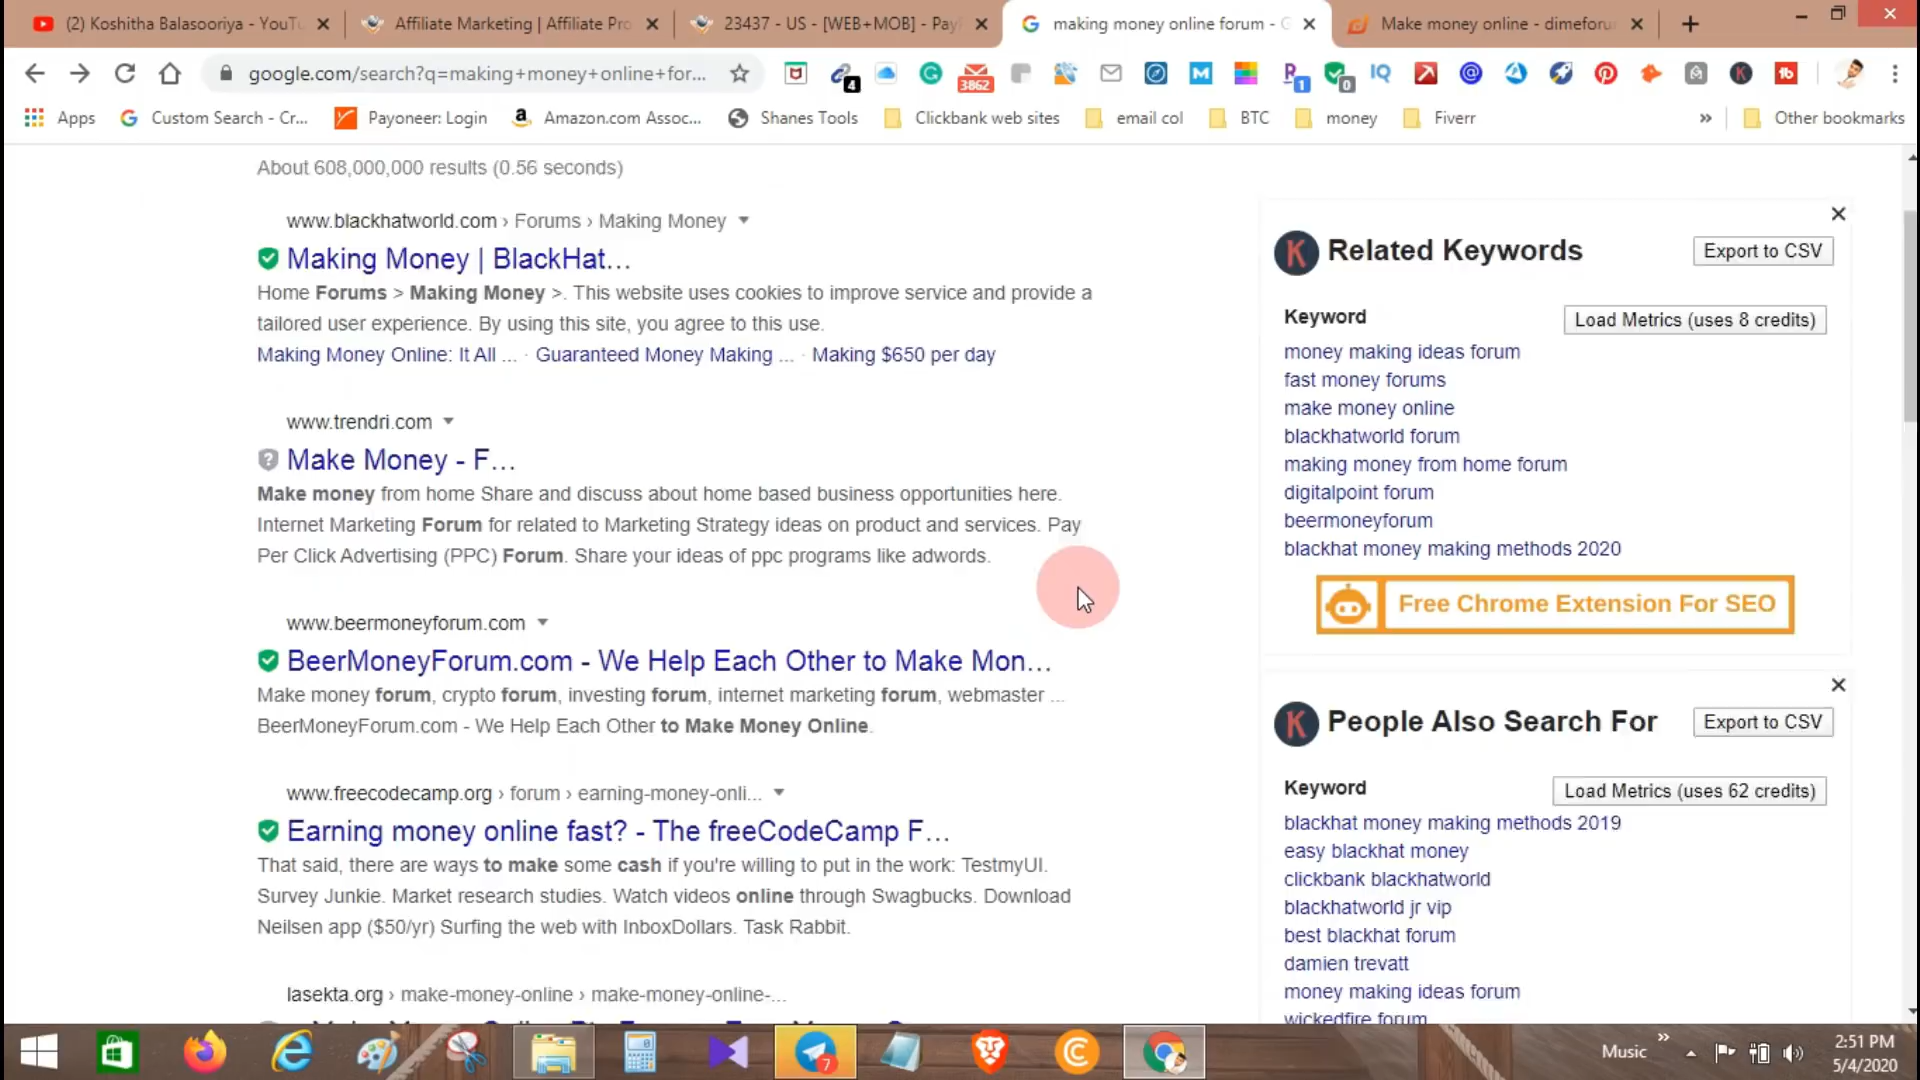 (2) Koshitha Balasooriya - YouTu
Affiliate Marketing | Affiliate Pro
23437 - US - [WEB+MOB] - Pay
making money online forum - G
Make money online - dimeforu
google.com/search?q=making+money+online+for...
4
3862
1
0
IQ
Apps
Custom Search - Cr...
Payoneer: Login
Amazon.com Assoc...
Shanes Tools
Clickbank web sites
email col
BTC
money
Fiverr
»
Other bookmarks
About 608,000,000 results (0.56 seconds)
www.blackhatworld.com › Forums › Making Money
Making Money | BlackHat...
Home Forums > Making Money >. This website uses cookies to improve service and provide a
tailored user experience. By using this site, you agree to this use.
Making Money Online: It All ... · Guaranteed Money Making ... · Making $650 per day
www.trendri.com
Make Money - F...
Make money from home Share and discuss about home based business opportunities here.
Internet Marketing Forum for related to Marketing Strategy ideas on product and services. Pay
Per Click Advertising (PPC) Forum. Share your ideas of ppc programs like adwords.
www.beermoneyforum.com
BeerMoneyForum.com - We Help Each Other to Make Mon...
Make money forum, crypto forum, investing forum, internet marketing forum, webmaster ...
BeerMoneyForum.com - We Help Each Other to Make Money Online.
www.freecodecamp.org › forum › earning-money-onli...
Earning money online fast? - The freeCodeCamp F...
That said, there are ways to make some cash if you're willing to put in the work: TestmyUI.
Survey Junkie. Market research studies. Watch videos online through Swagbucks. Download
Neilsen app ($50/yr) Surfing the web with InboxDollars. Task Rabbit.
lasekta.org › make-money-online › make-money-online-...
Related Keywords
Export to CSV
Keyword
Load Metrics (uses 8 credits)
money making ideas forum
fast money forums
make money online
blackhatworld forum
making money from home forum
digitalpoint forum
beermoneyforum
blackhat money making methods 2020
Free Chrome Extension For SEO
People Also Search For
Export to CSV
Keyword
Load Metrics (uses 62 credits)
blackhat money making methods 2019
easy blackhat money
clickbank blackhatworld
blackhatworld jr vip
best blackhat forum
damien trevatt
money making ideas forum
wickedfire forum
7
Music
»
2:51 PM
5/4/2020